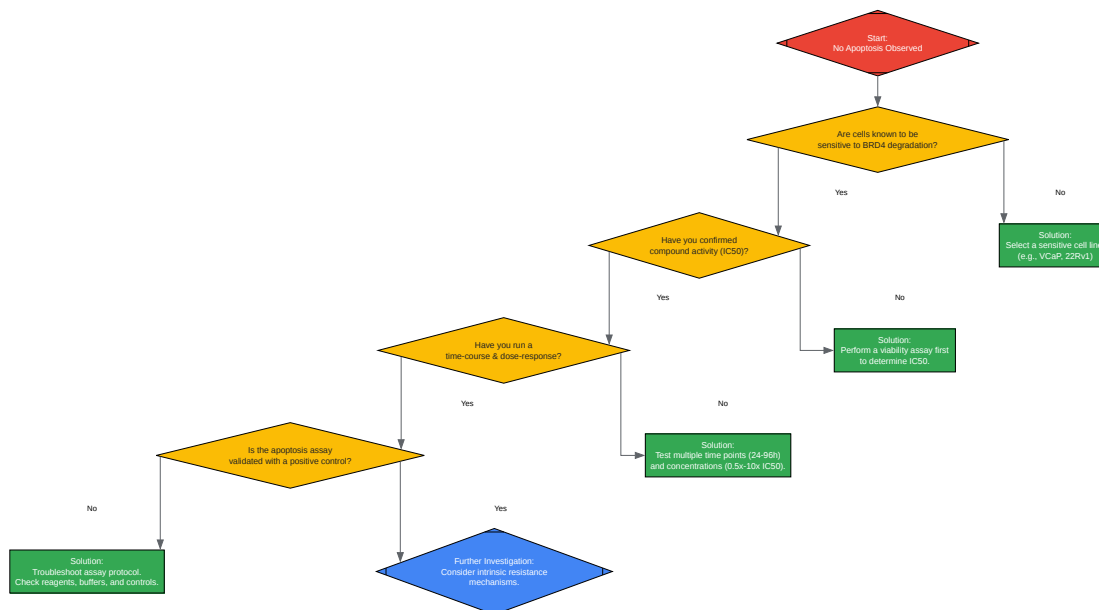 Start:
No Apoptosis Observed
Are cells known to be
sensitive to BRD4 degradation?
Yes
No
Have you confirmed
compound activity (IC50)?
Solution:
Select a sensitive cell line
(e.g., VCaP, 22Rv1)
Yes
No
Have you run a
time-course & dose-response?
Solution:
Perform a viability assay first
to determine IC50.
Yes
No
Is the apoptosis assay
validated with a positive control?
Solution:
Test multiple time points (24-96h)
and concentrations (0.5x-10x IC50).
No
Yes
Solution:
Troubleshoot assay protocol.
Check reagents, buffers, and controls.
Further Investigation:
Consider intrinsic resistance
mechanisms.